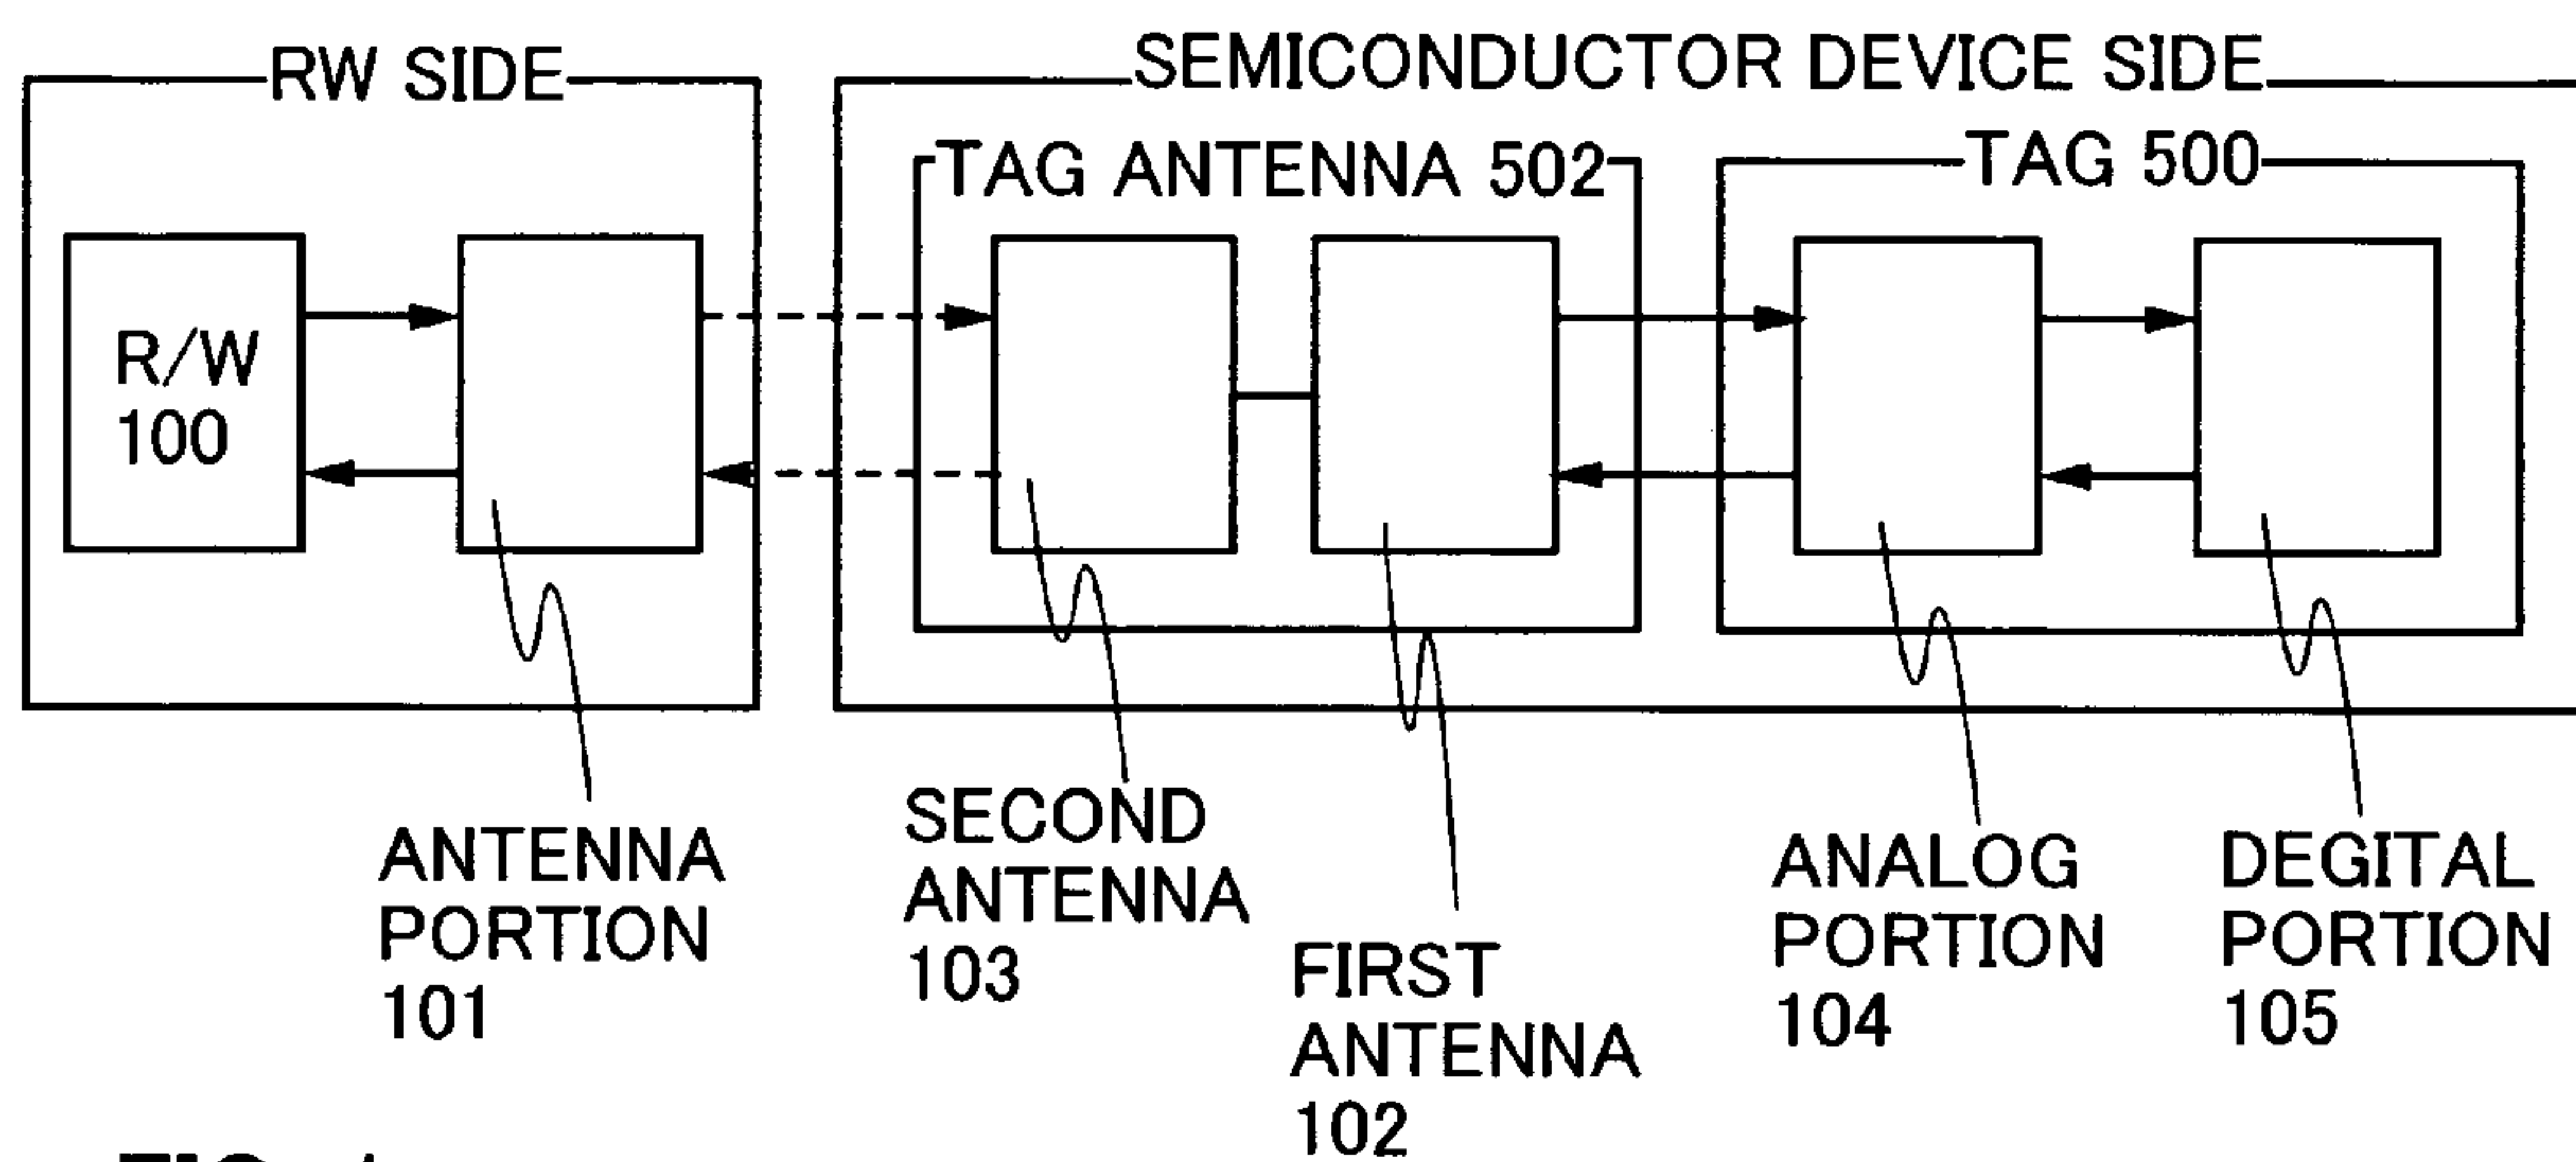 RW SIDE
SEMICONDUCTOR DEVICE SIDE
TAG ANTENNA 502
TAG 500
R/W
100
ANTENNA
PORTION
101
SECOND
ANTENNA
103
FIRST
ANTENNA
102
ANALOG
PORTION
104
DEGITAL
PORTION
105